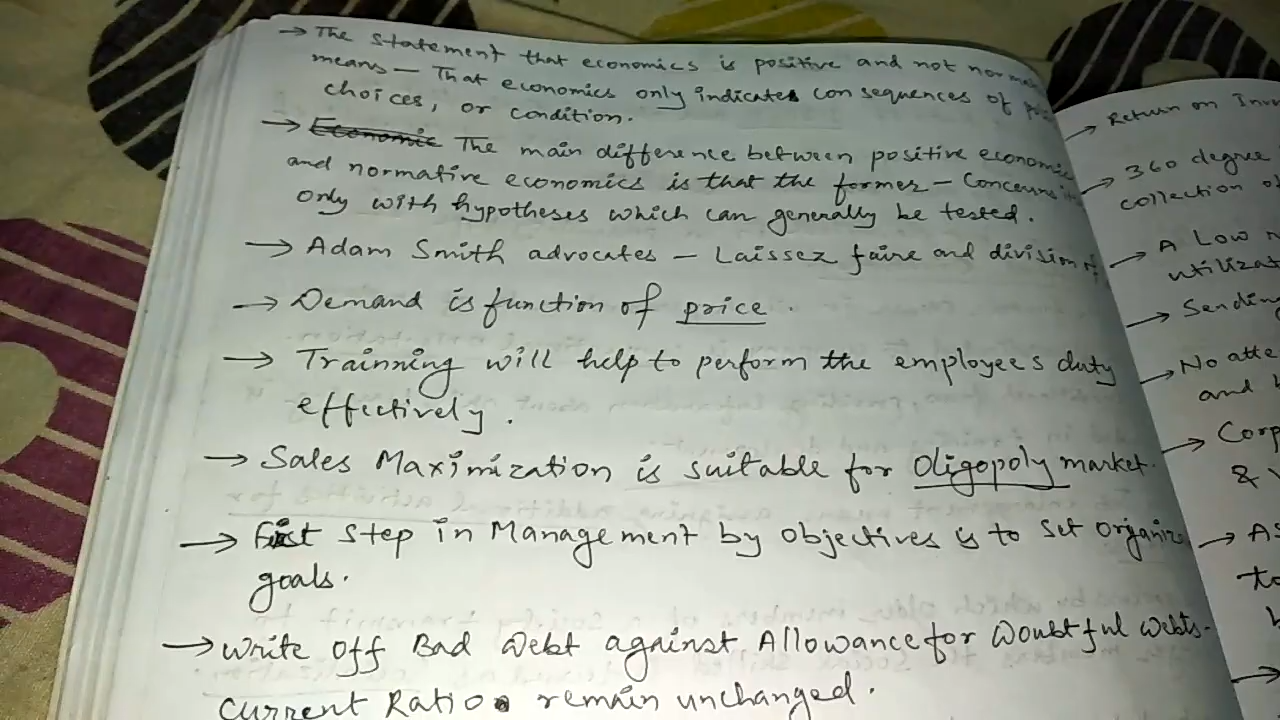 → The statement that economics is positive and not
means — That economics only indicates consequences of
choices, or condition.
→ Economic The main difference between positive
and normative economics is that the former — Concerns
only with hypotheses which can generally be tested.
→ Adam Smith advocates — Laissez faire and division of
→ Demand is function of price.
→ Trainning will help to perform the employees duty
effectively.
→ Sales Maximization is suitable for Oligopoly market.
→ First Step in Management by Objectives is to set
goals.
→ Write off Bad Debt against Allowance for Doubtful Debts.
Current Ratio remain unchanged.
→ Return on
→ 360 degree
collection
→ A Low
→ No
and
&
to